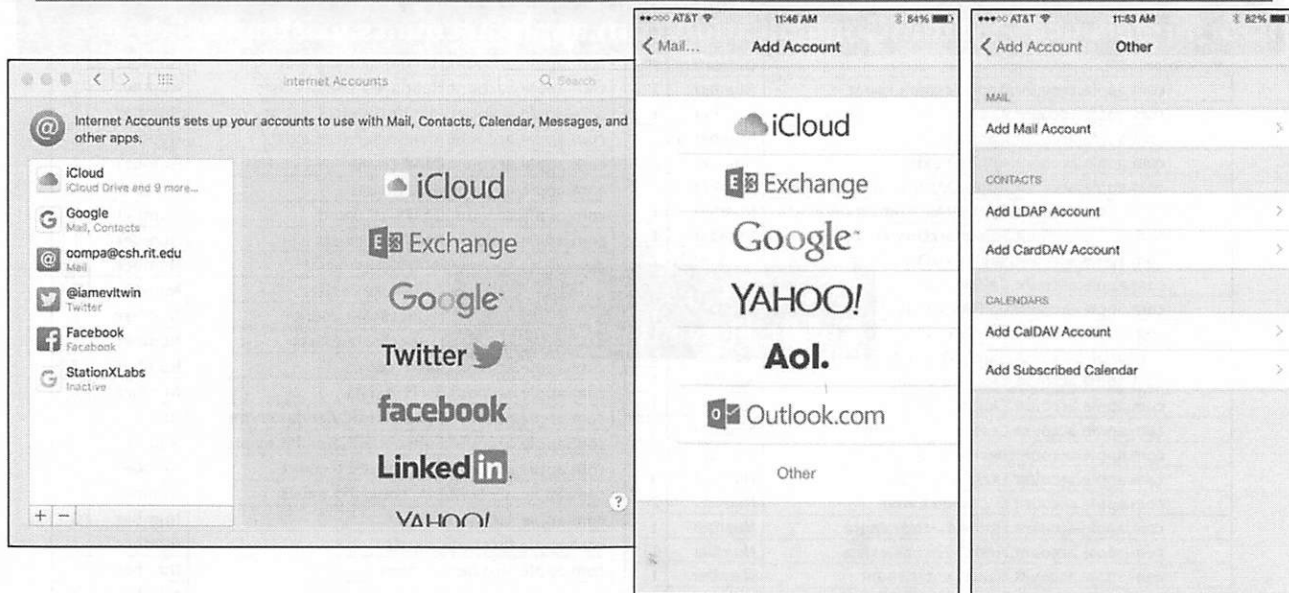 Internet Accounts
Search
Internet Accounts sets up your accounts to use with Mail, Contacts, Calendar, Messages, and
other apps.
iCloud
iCloud Drive and 9 more...
Google
Mail, Contacts
oompa@csh.rit.edu
Mail
@iamevltwin
Twitter
Facebook
Facebook
StationXLabs
Inactive
+ −
iCloud
Exchange
Google
Twitter
facebook
Linked in
YAHOO!
?
AT&T 11:46 AM 84%
Mail... Add Account
iCloud
Exchange
Google
YAHOO!
Aol.
Outlook.com
Other
AT&T 11:53 AM 82%
Add Account Other
MAIL
Add Mail Account
CONTACTS
Add LDAP Account
Add CardDAV Account
CALENDARS
Add CalDAV Account
Add Subscribed Calendar